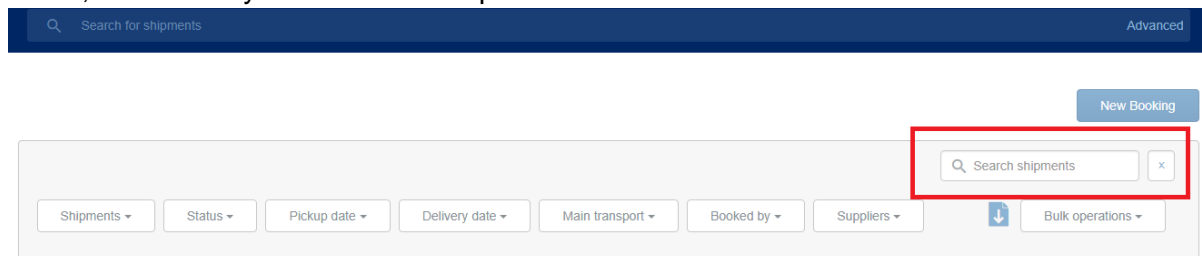 Search for shipments Advanced
New Booking
Search shipments x
Shipments Status Pickup date Delivery date Main transport Booked by Suppliers Bulk operations